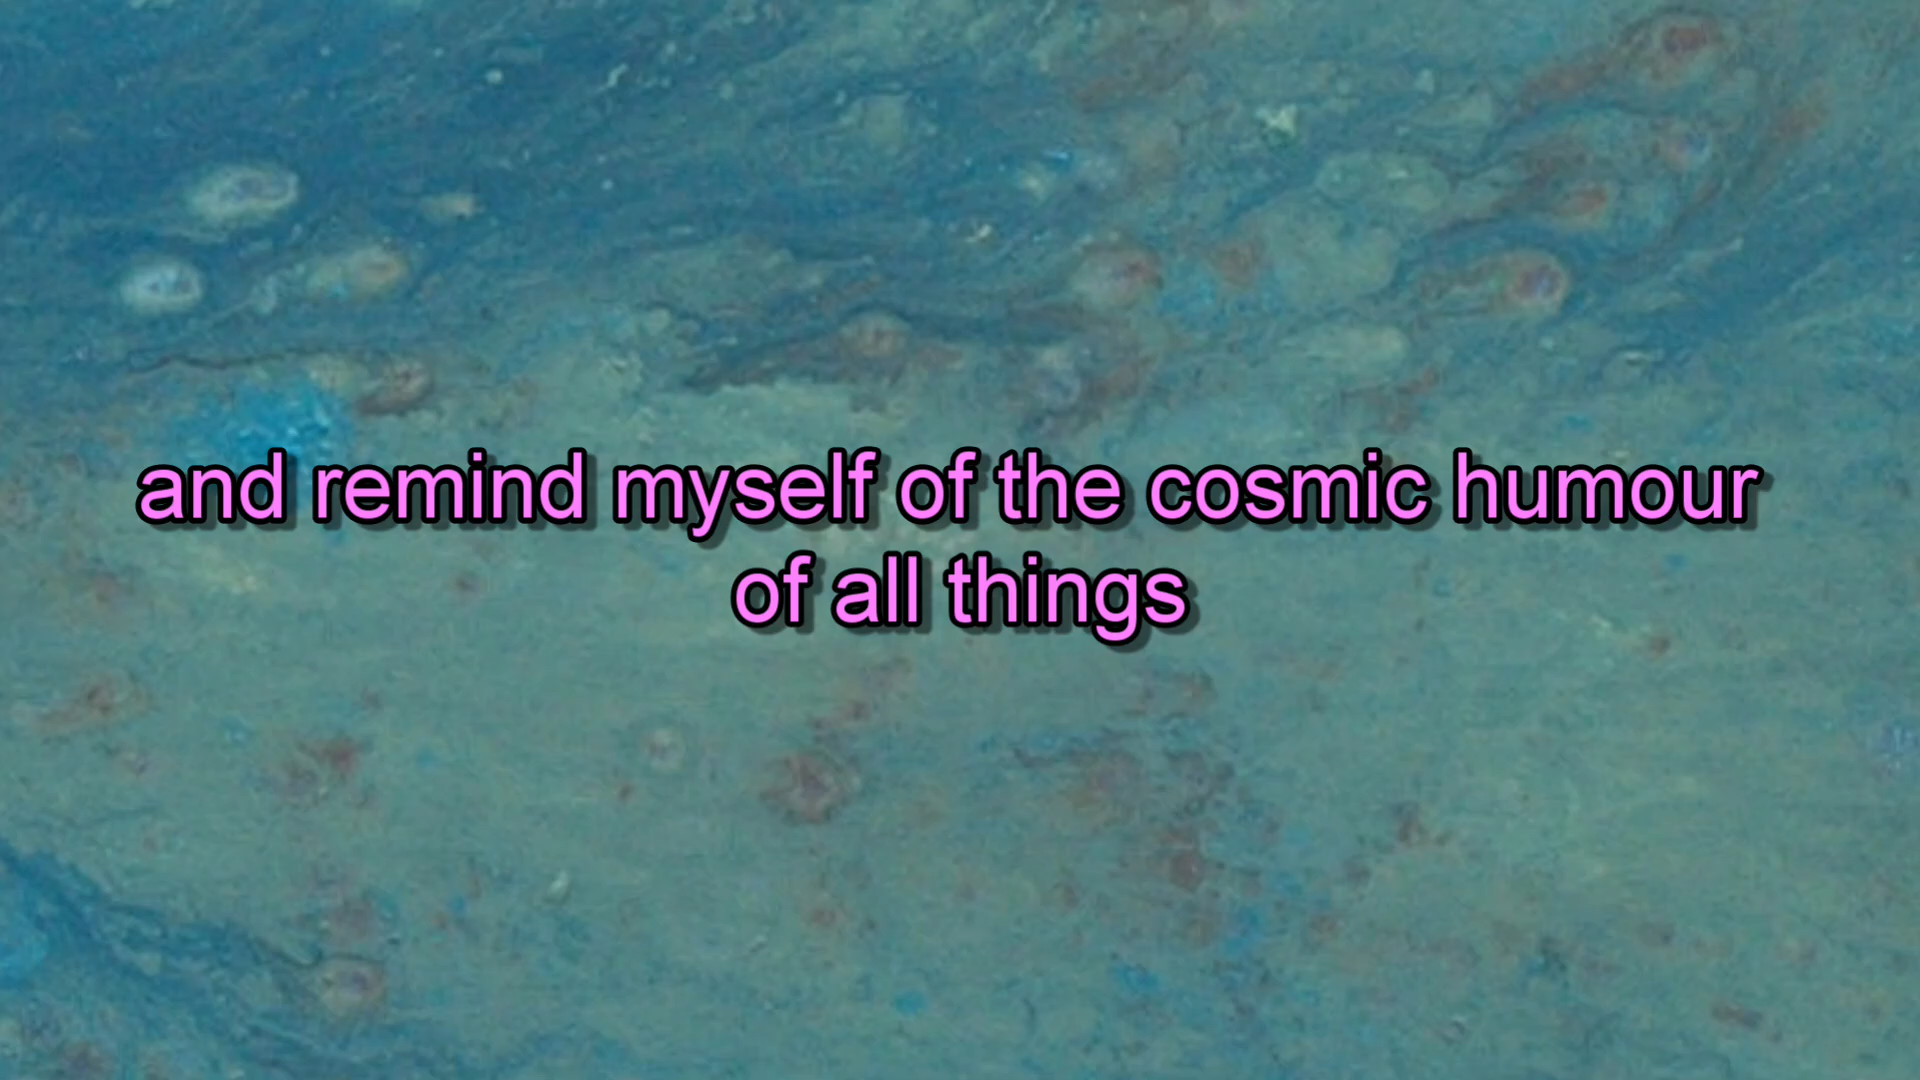 and remind myself of the cosmic humour
of all things